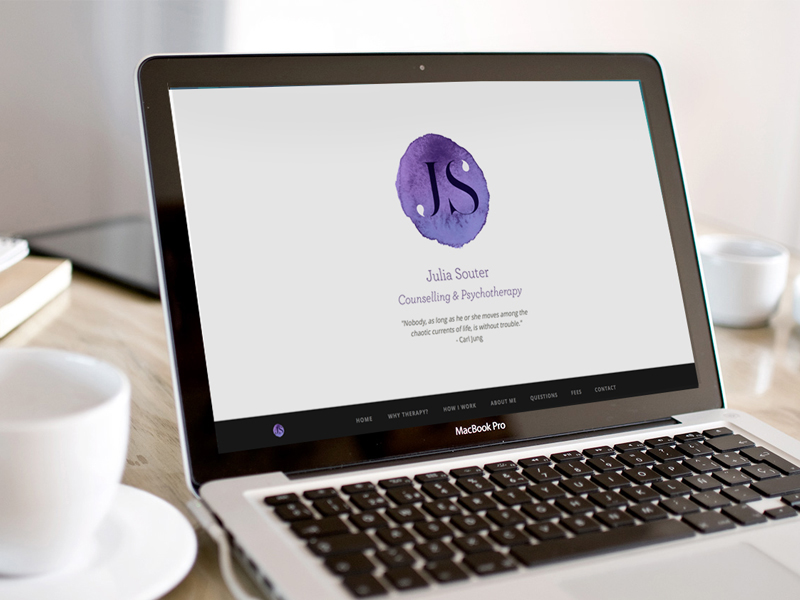 JS
Julia Souter
Counselling & Psychotherapy
"Nobody, as long as he or she moves among the
chaotic currents of life, is without trouble."
- Carl Jung
JS
HOME WHY THERAPY? HOW I WORK ABOUT ME QUESTIONS FEES CONTACT
MacBook Pro